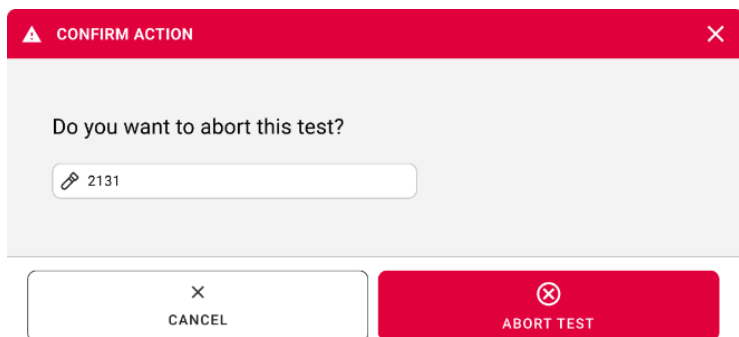 CONFIRM ACTION
Do you want to abort this test?
2131
CANCEL
ABORT TEST